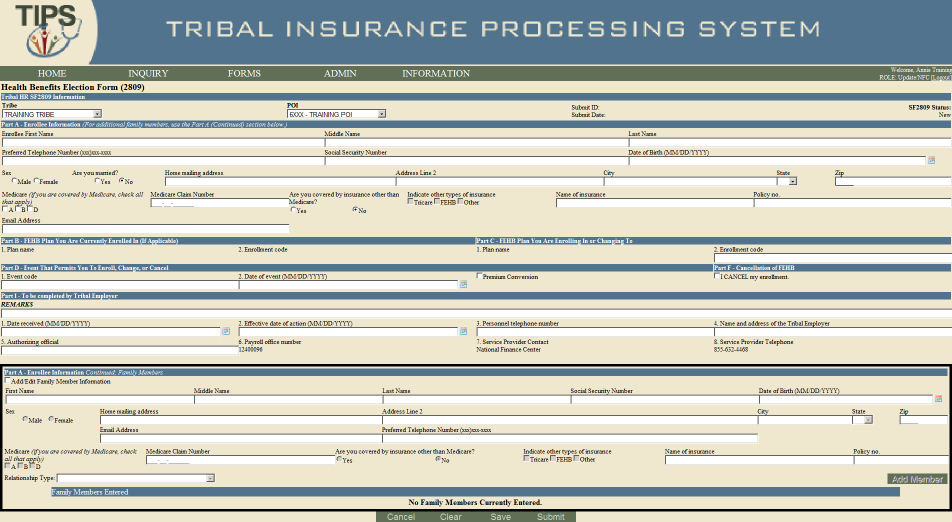 TIPS
TRIBAL INSURANCE PROCESSING SYSTEM
HOME INQUIRY FORMS ADMIN INFORMATION
Welcome, Annie Training
ROLE: Update/NFC [Logout]
Health Benefits Election Form (2809)
Tribal HR SF2809 Information
Tribe POI Submit ID: SF2809 Status:
TRAINING TRIBE 6XXX - TRAINING POI Submit Date: New
Part A - Enrollee Information (For additional family members, use the Part A (Continued) section below.)
Enrollee First Name Middle Name Last Name
Preferred Telephone Number (xxx)xxx-xxxx Social Security Number Date of Birth (MM/DD/YYYY)
Sex Are you married? Home mailing address Address Line 2 City State Zip
Male Female Yes No
Medicare (if you are covered by Medicare, check all that apply) Medicare Claim Number Are you covered by insurance other than Medicare? Indicate other types of insurance Name of insurance Policy no.
A B D Yes No Tricare FEHB Other
Email Address
Part B - FEHB Plan You Are Currently Enrolled In (If Applicable) Part C - FEHB Plan You Are Enrolling In or Changing To
1. Plan name 2. Enrollment code 1. Plan name 2. Enrollment code
Part D - Event That Permits You To Enroll, Change, or Cancel Part F - Cancellation of FEHB
1. Event code 2. Date of event (MM/DD/YYYY) Premium Conversion I CANCEL my enrollment.
Part I - To be completed by Tribal Employer
REMARKS
1. Date received (MM/DD/YYYY) 2. Effective date of action (MM/DD/YYYY) 3. Personnel telephone number 4. Name and address of the Tribal Employer
5. Authorizing official 6. Payroll office number 7. Service Provider Contact 8. Service Provider Telephone
12400096 National Finance Center 855-632-4468
Part A - Enrollee Information Continued, Family Members
Add/Edit Family Member Information
First Name Middle Name Last Name Social Security Number Date of Birth (MM/DD/YYYY)
Sex Home mailing address Address Line 2 City State Zip
Male Female
Email Address Preferred Telephone Number (xxx)xxx-xxxx
Medicare (if you are covered by Medicare, check all that apply) Medicare Claim Number Are you covered by insurance other than Medicare? Indicate other types of insurance Name of insurance Policy no.
A B D Yes No Tricare FEHB Other
Relationship Type: Add Member
Family Members Entered
No Family Members Currently Entered.
Cancel Clear Save Submit